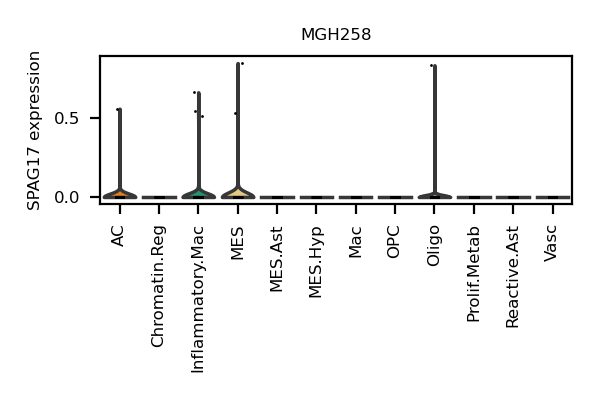 MGH258
SPAG17 expression
0.5
0.0
AC
Chromatin.Reg
Inflammatory.Mac
MES
MES.Ast
MES.Hyp
Mac
OPC
Oligo
Prolif.Metab
Reactive.Ast
Vasc